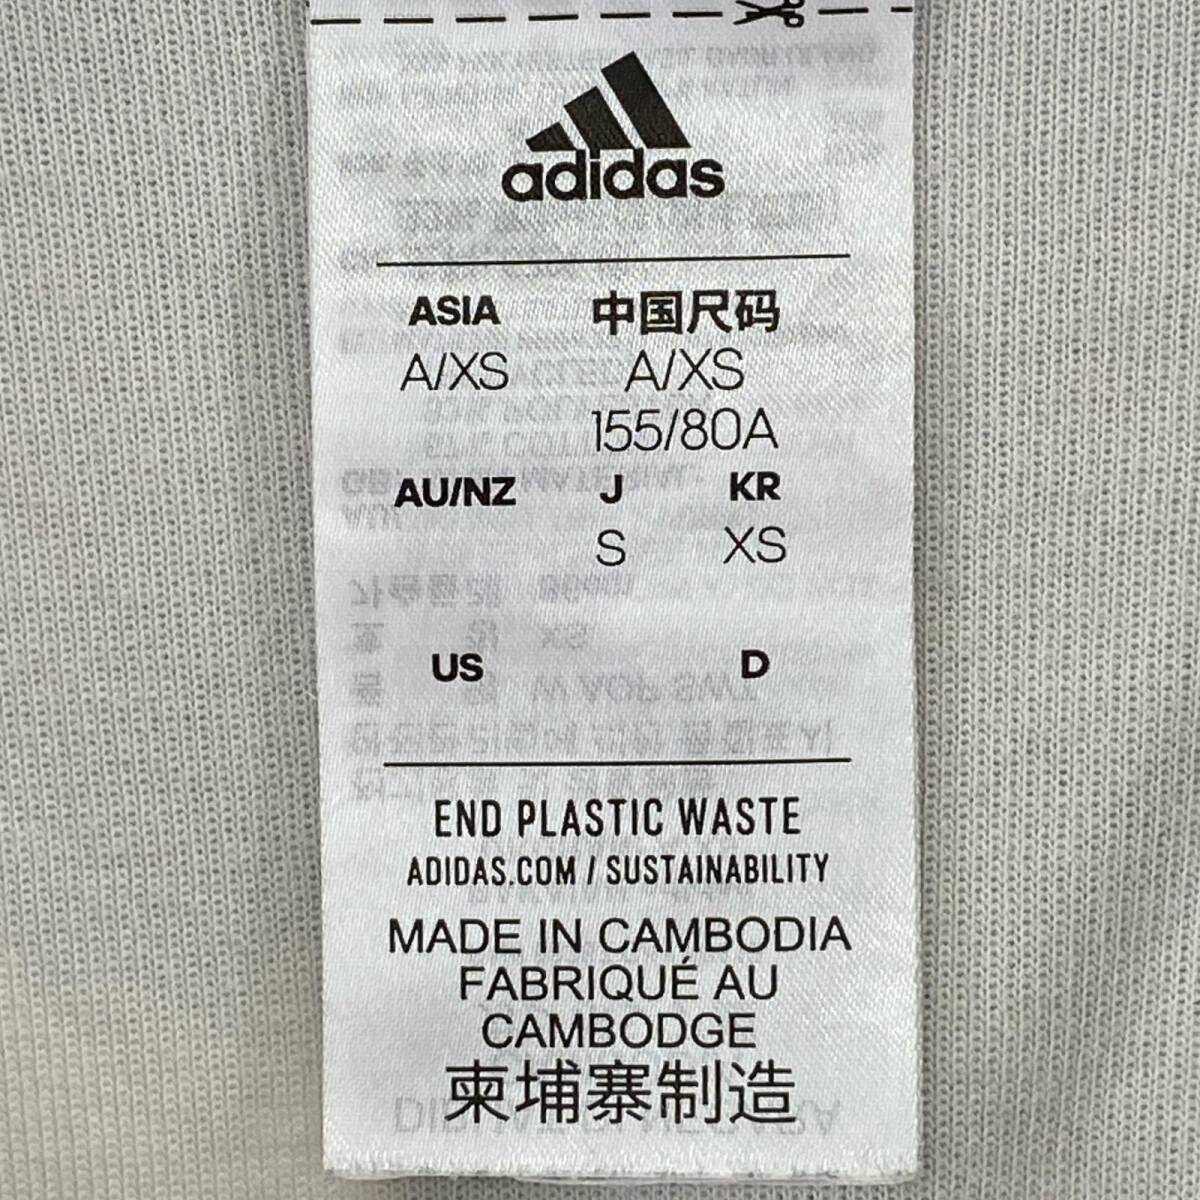 adidas
ASIA 中国尺码
A/XS A/XS
155/80A
AU/NZ J KR
S XS
US D
END PLASTIC WASTE
ADIDAS.COM / SUSTAINABILITY
MADE IN CAMBODIA
FABRIQUÉ AU
CAMBODGE
柬埔寨制造